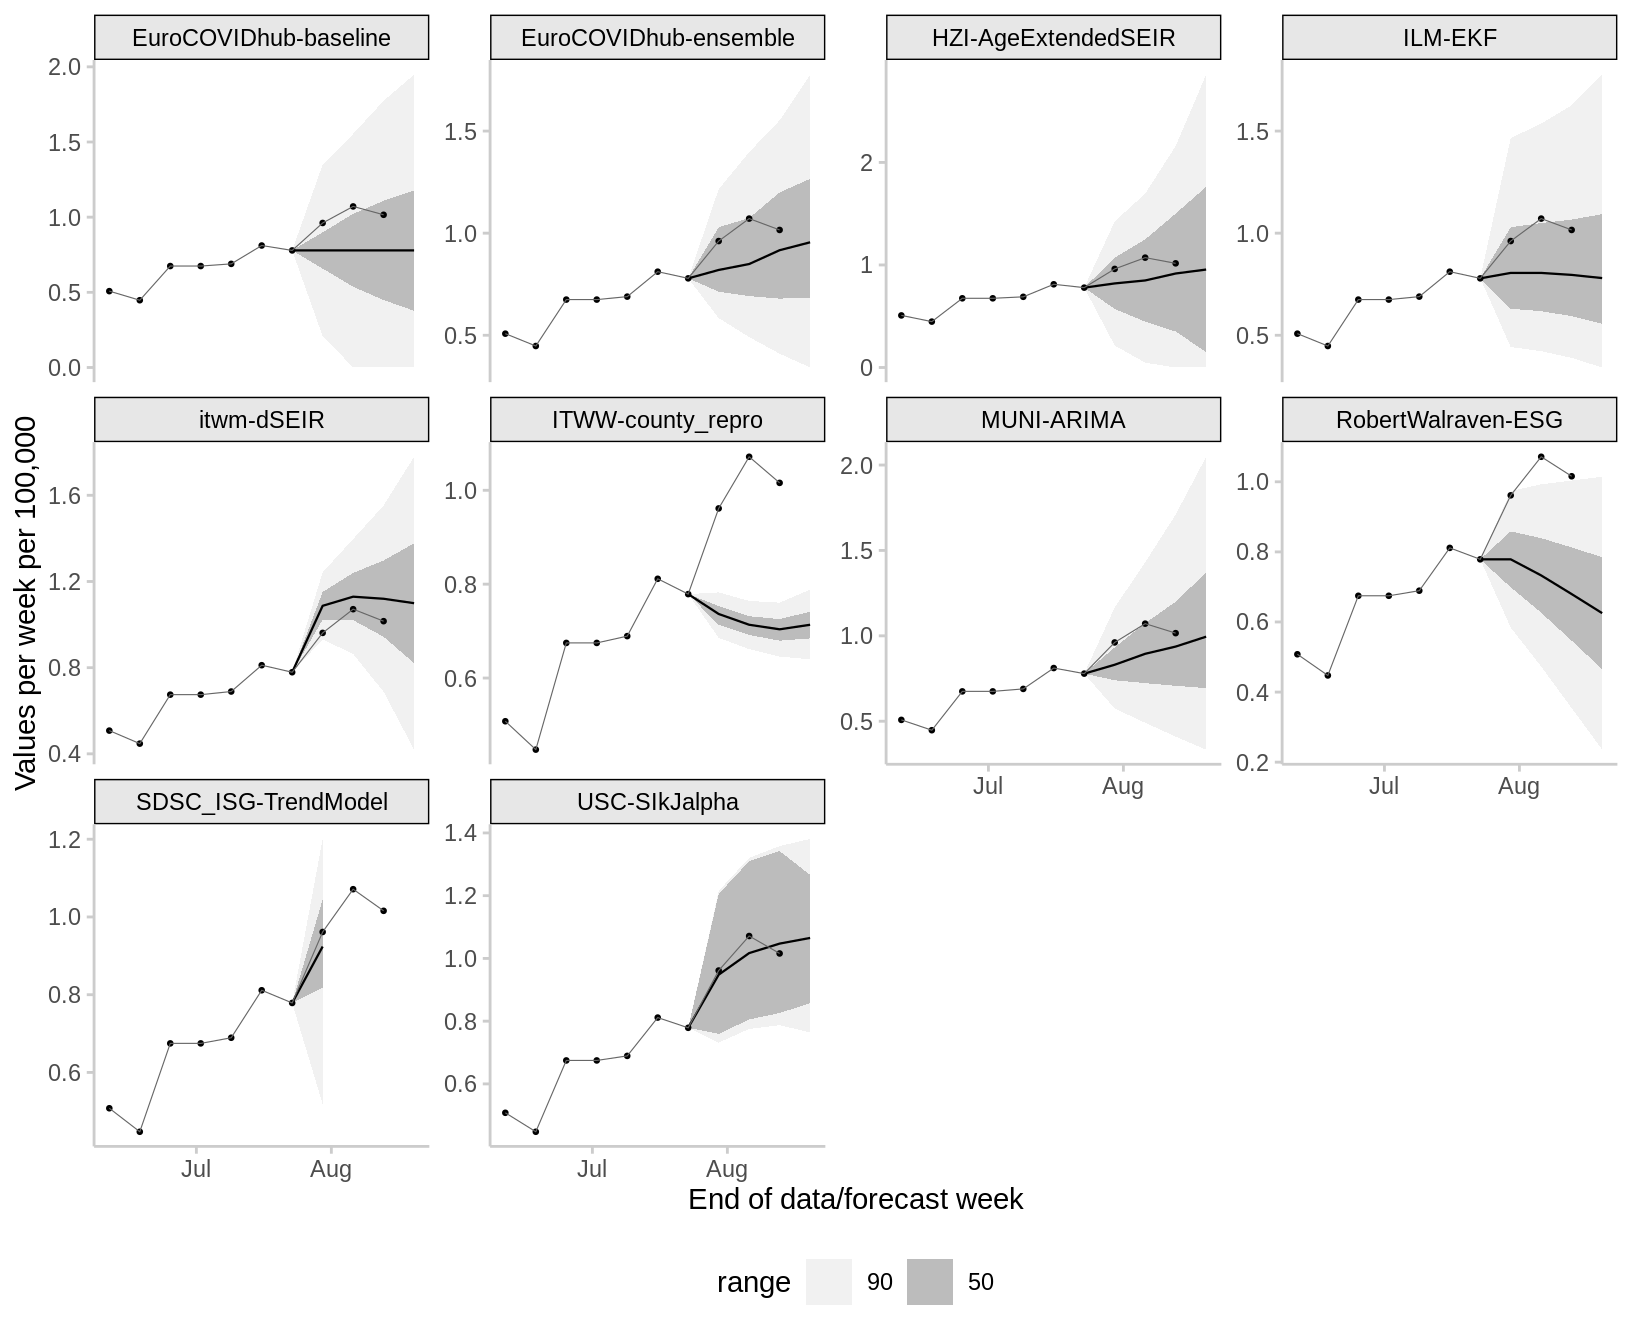 EuroCOVIDhub-baseline
EuroCOVIDhub-ensemble
HZI-AgeExtendedSEIR
ILM-EKF
2.0
1.5
1.0
0.5
0.0
1.5
1.0
0.5
2
1
0
1.5
1.0
0.5
Values per week per 100,000
itwm-dSEIR
ITWW-county_repro
MUNI-ARIMA
RobertWalraven-ESG
1.6
1.2
0.8
0.4
1.0
0.8
0.6
2.0
1.5
1.0
0.5
1.0
0.8
0.6
0.4
0.2
Jul Aug
Jul Aug
SDSC_ISG-TrendModel
USC-SIkJalpha
1.2
1.0
0.8
0.6
1.4
1.2
1.0
0.8
0.6
Jul Aug
Jul Aug
End of data/forecast week
range 90 50